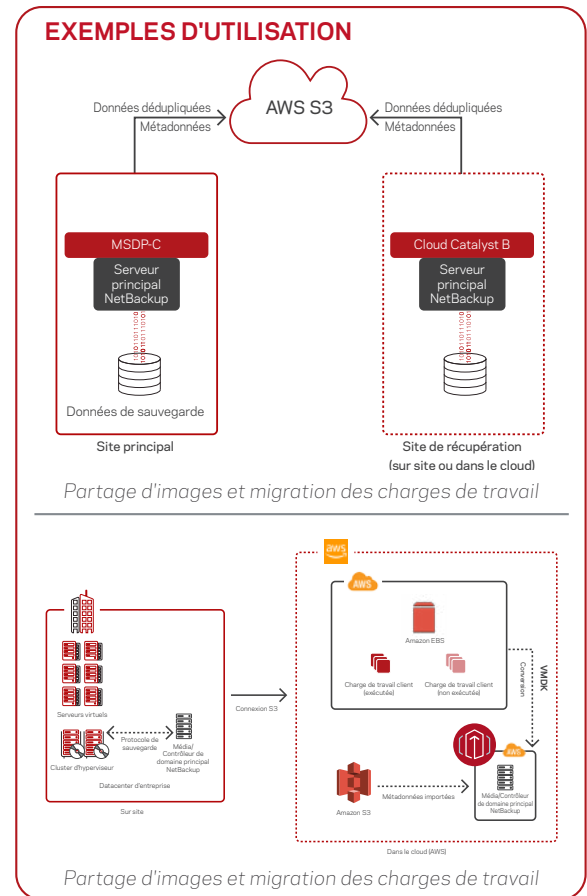 EXEMPLES D'UTILISATION
AWS S3
Données dédupliquées
Métadonnées
Données dédupliquées
Métadonnées
MSDP-C
Serveur
principal
NetBackup
Données de sauvegarde
Site principal
Cloud Catalyst B
Serveur
principal
NetBackup
Site de récupération
(sur site ou dans le cloud)
Partage d'images et migration des charges de travail
Serveurs virtuels
Cluster d'hyperviseur
Protocole de
sauvegarde
Média/
Contrôleur de
domaine principal
NetBackup
Datacenter d'entreprise
Sur site
Connexion S3
aws
AWS
Amazon EBS
Charge de travail client
(exécutée)
Charge de travail client
(non exécutée)
VMDK
Conversion
Amazon S3
Métadonnées importées
AWS
Média/Contrôleur
de domaine principal
NetBackup
Dans le cloud (AWS)
Partage d'images et migration des charges de travail